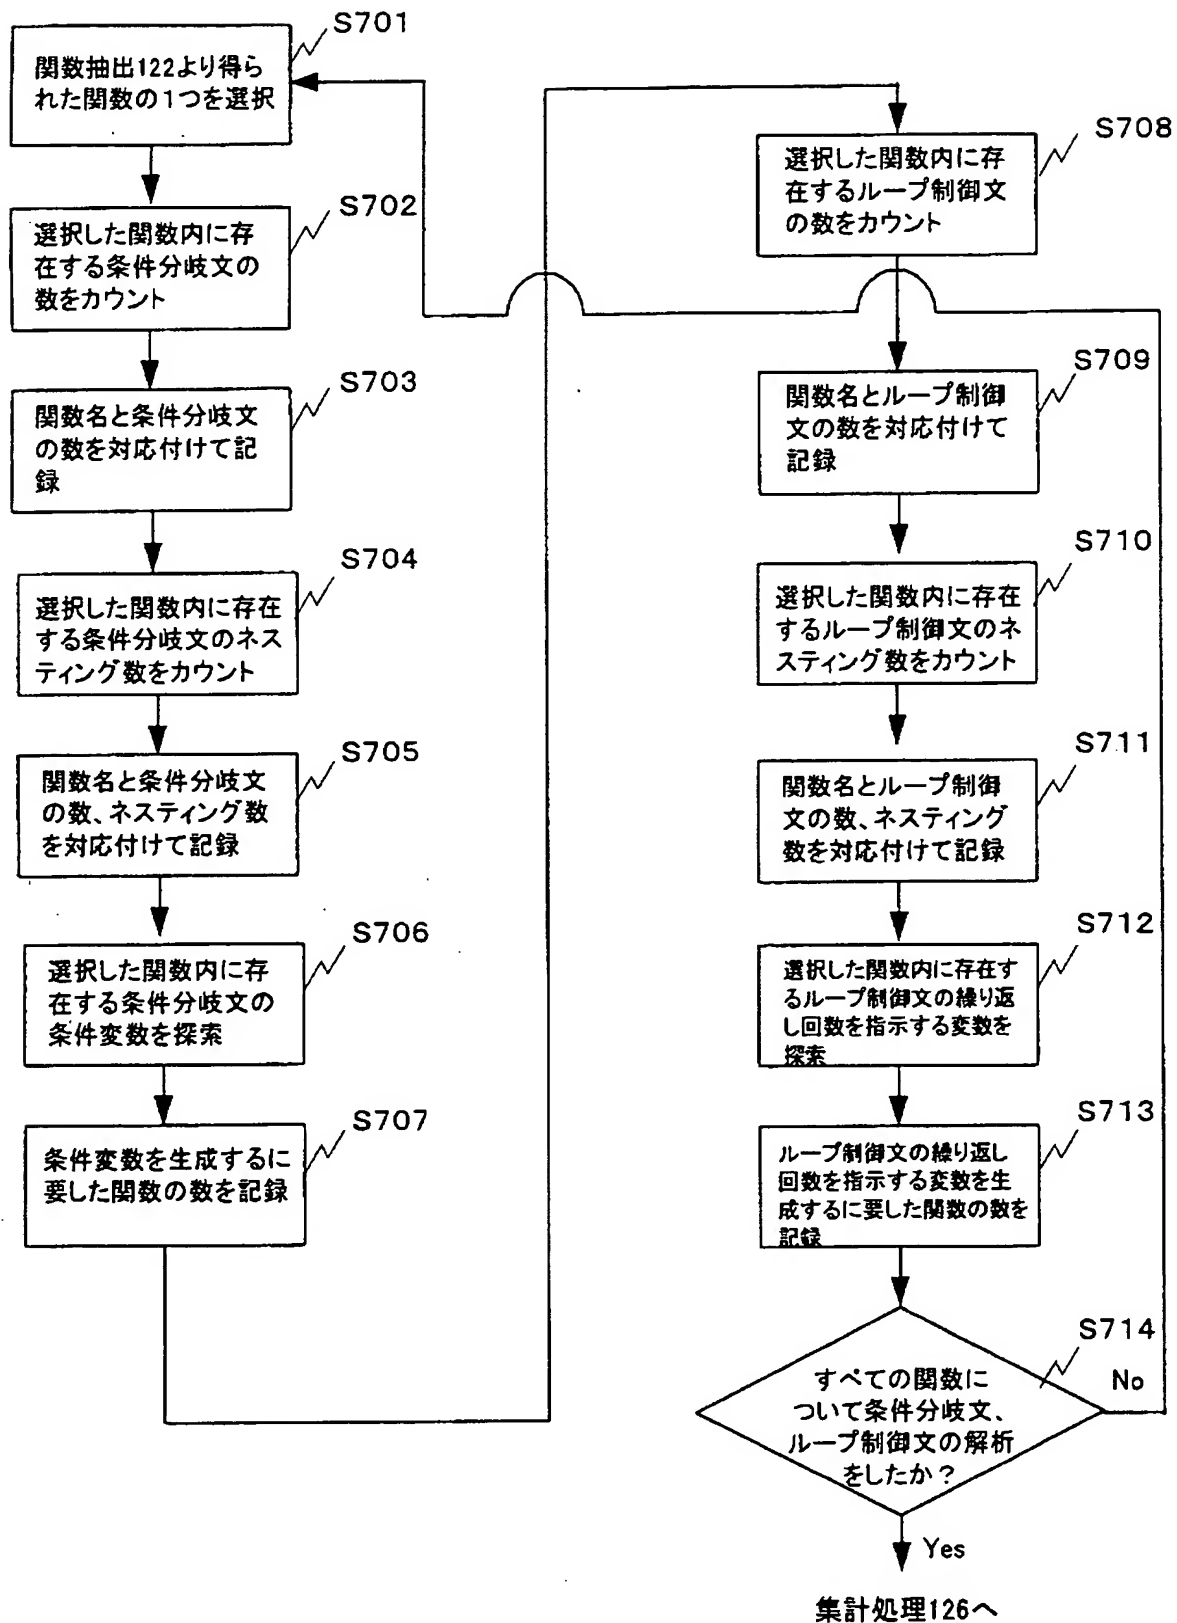 S701
関数抽出122より得ら
れた関数の1つを選択
S702
選択した関数内に存
在する条件分岐文の
数をカウント
S703
関数名と条件分岐文
の数を対応付けて記
録
S704
選択した関数内に存在
する条件分岐文のネス
ティング数をカウント
S705
関数名と条件分岐文
の数、ネスティング数
を対応付けて記録
S706
選択した関数内に存
在する条件分岐文の
条件変数を探索
S707
条件変数を生成するに
要した関数の数を記録
S708
選択した関数内に存
在するループ制御文
の数をカウント
S709
関数名とループ制御
文の数を対応付けて
記録
S710
選択した関数内に存在
するループ制御文のネ
スティング数をカウント
S711
関数名とループ制御
文の数、ネスティング
数を対応付けて記録
S712
選択した関数内に存在す
るループ制御文の繰り返
し回数を指示する変数を
探索
S713
ループ制御文の繰り返し
回数を指示する変数を生
成するに要した関数の数を
記録
S714
すべての関数に
ついて条件分岐文、
ループ制御文の解析
をしたか?
No
Yes
集計処理126へ